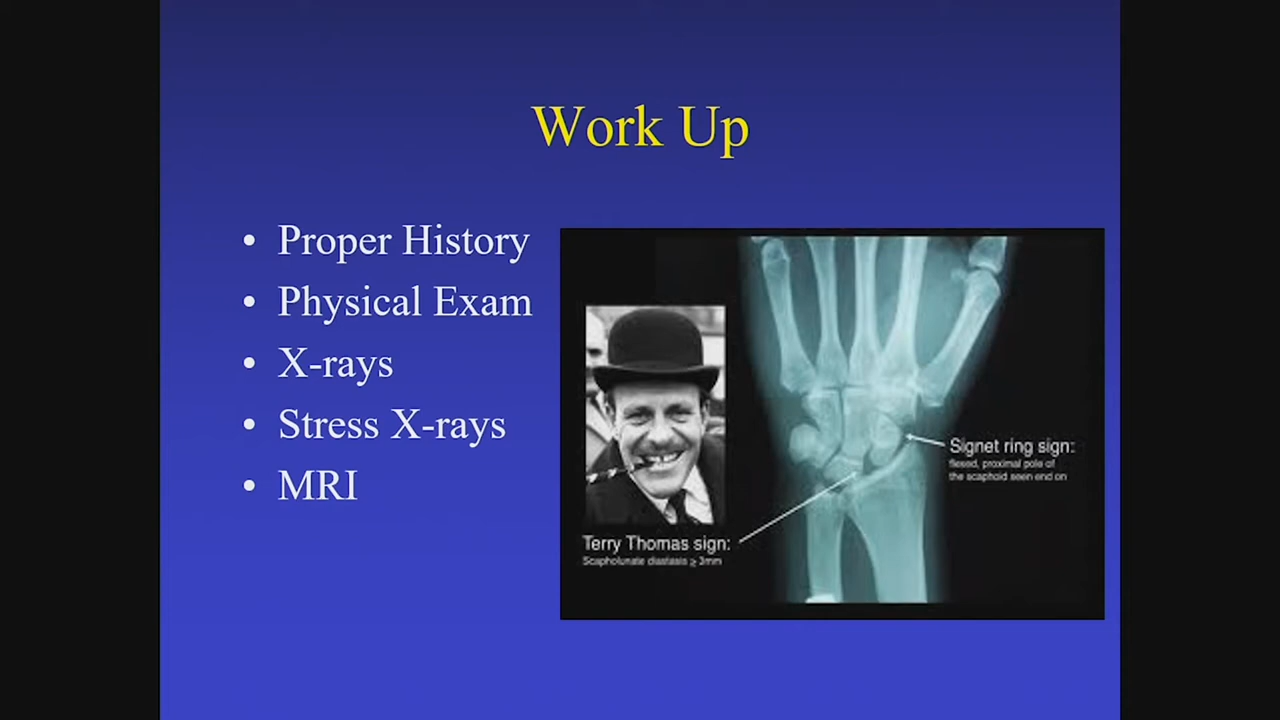 Work Up
• Proper History
• Physical Exam
• X-rays
• Stress X-rays
• MRI
Signet ring sign:
flexed, proximal pole of
the scaphoid seen end on
Terry Thomas sign:
Scapholunate diastasis ≥ 3mm